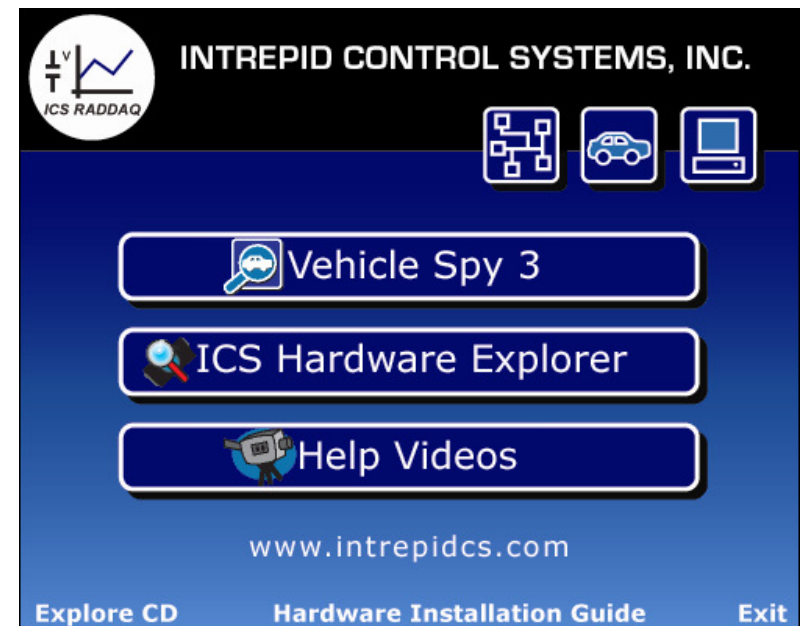 INTREPID CONTROL SYSTEMS, INC.
V
ICS RADDAQ
Vehicle Spy 3
ICS Hardware Explorer
Help Videos
www.intrepidcs.com
Explore CD Hardware Installation Guide Exit